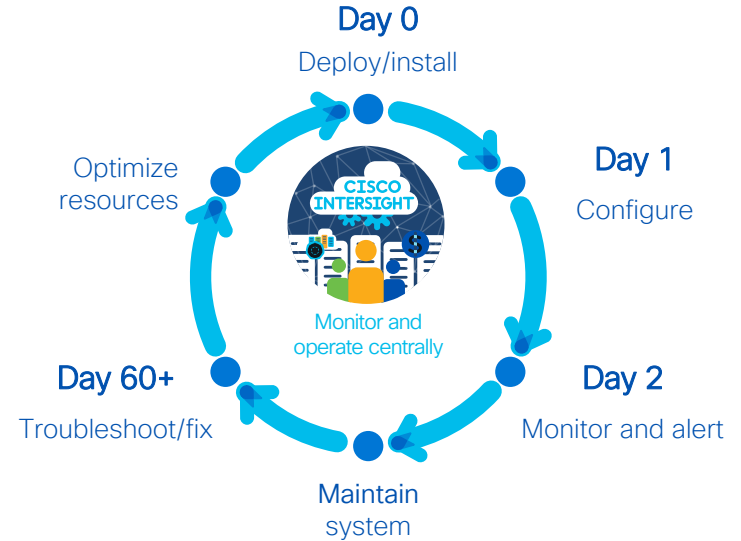 Day 0
Deploy/install
Day 1
Configure
Day 2
Monitor and alert
Maintain
system
Day 60+
Troubleshoot/fix
Optimize
resources
CISCO
INTERSIGHT
$
Monitor and
operate centrally